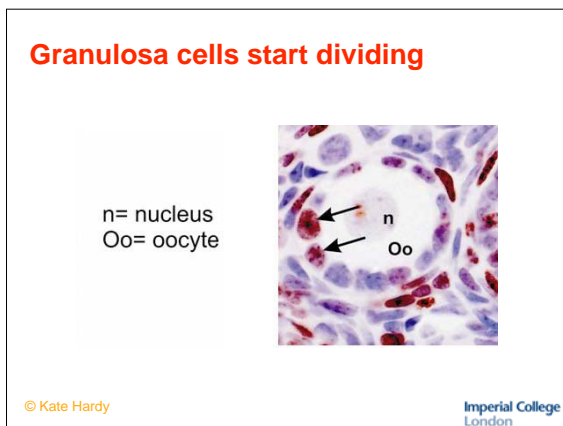 Granulosa cells start dividing
n= nucleus
Oo= oocyte
n
Oo
© Kate Hardy
Imperial College
London